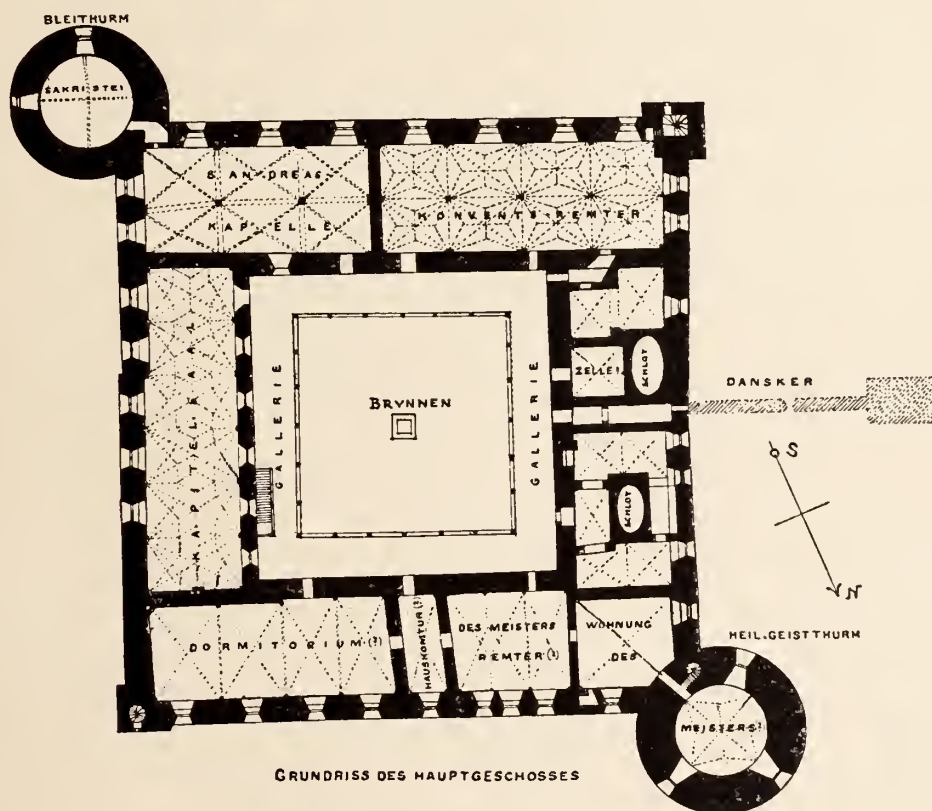 BLEITHURM
SAKRISTEI
S. ANDREAS-
KAPPELLE
KONVENTS-REMTER
KAPITELSAAL
GALLERIE
BRVNNEN
GALLERIE
ZELLE!
SCHLOT
DANSKER
S
N
SCHLOT
DORMITORIUM(?)
HAUSKOMTUR(?)
DES MEISTERS
REMTER(?)
WOHNUNG
DES
HEIL.GEISTTHURM
MEISTERS?
GRUNDRISS DES HAUPTGESCHOSSES